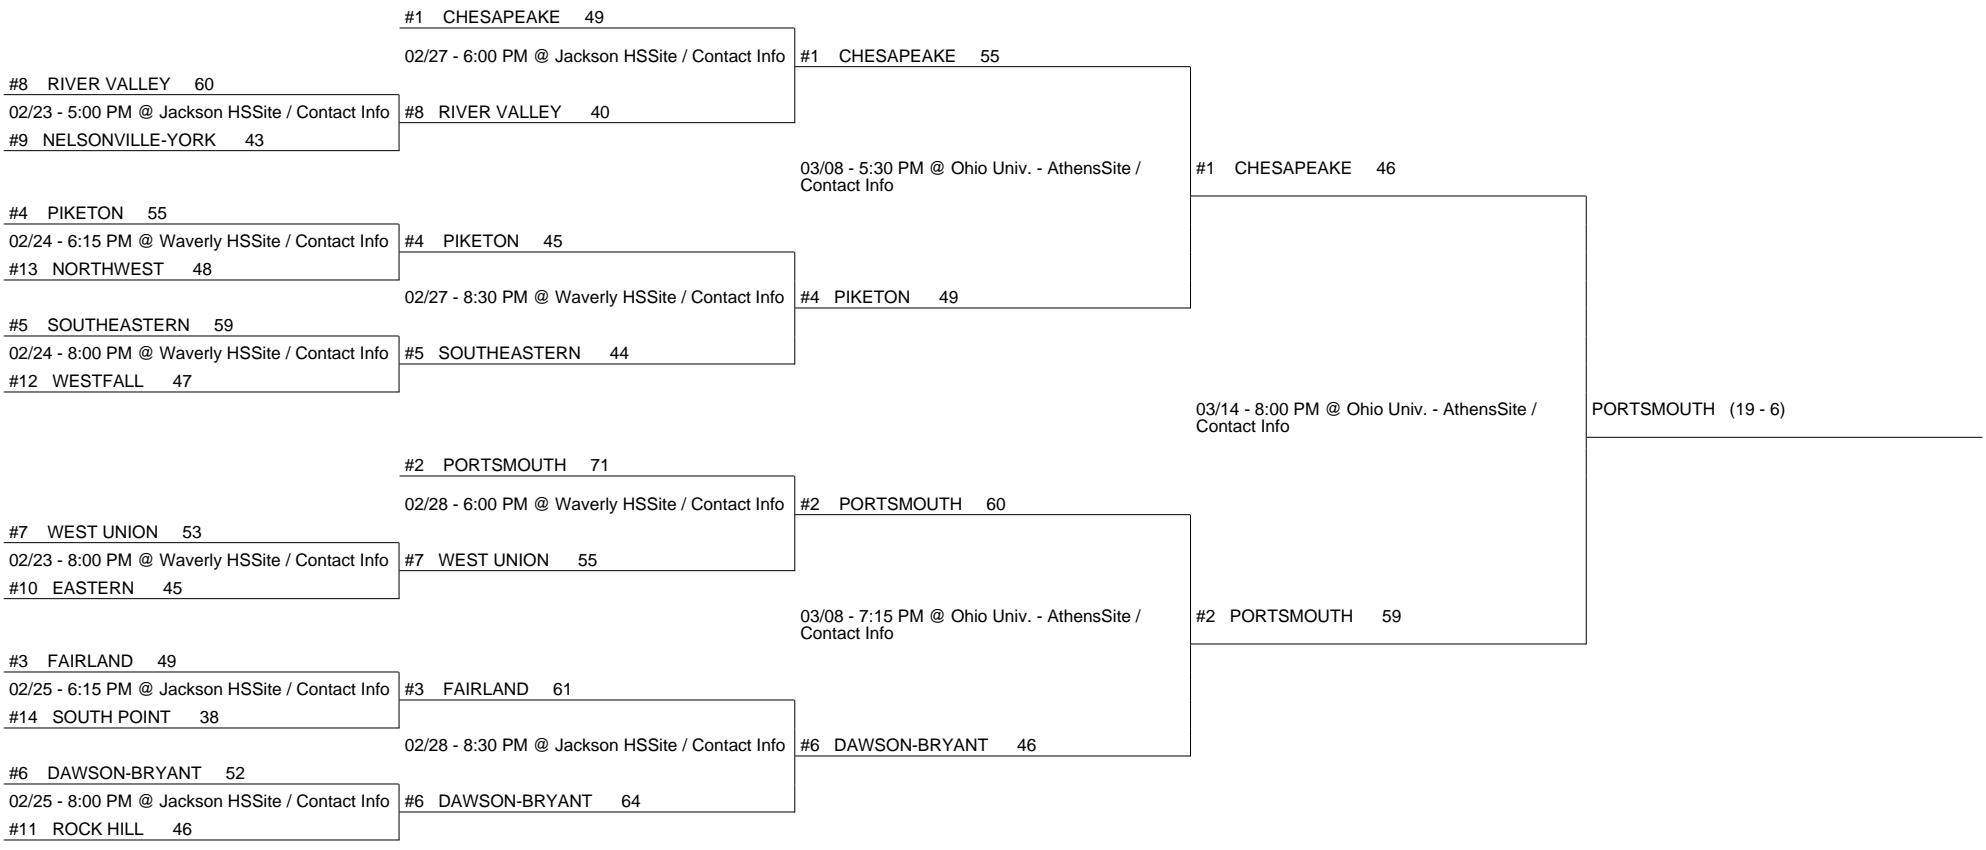 #1 CHESAPEAKE 49
02/27 - 6:00 PM @ Jackson HSSite / Contact Info
#1 CHESAPEAKE 55
#8 RIVER VALLEY 60
02/23 - 5:00 PM @ Jackson HSSite / Contact Info
#8 RIVER VALLEY 40
#9 NELSONVILLE-YORK 43
03/08 - 5:30 PM @ Ohio Univ. - AthensSite /
Contact Info
#1 CHESAPEAKE 46
#4 PIKETON 55
02/24 - 6:15 PM @ Waverly HSSite / Contact Info
#4 PIKETON 45
#13 NORTHWEST 48
02/27 - 8:30 PM @ Waverly HSSite / Contact Info
#4 PIKETON 49
#5 SOUTHEASTERN 59
02/24 - 8:00 PM @ Waverly HSSite / Contact Info
#5 SOUTHEASTERN 44
#12 WESTFALL 47
03/14 - 8:00 PM @ Ohio Univ. - AthensSite /
Contact Info
PORTSMOUTH (19 - 6)
#2 PORTSMOUTH 71
02/28 - 6:00 PM @ Waverly HSSite / Contact Info
#2 PORTSMOUTH 60
#7 WEST UNION 53
02/23 - 8:00 PM @ Waverly HSSite / Contact Info
#7 WEST UNION 55
#10 EASTERN 45
03/08 - 7:15 PM @ Ohio Univ. - AthensSite /
Contact Info
#2 PORTSMOUTH 59
#3 FAIRLAND 49
02/25 - 6:15 PM @ Jackson HSSite / Contact Info
#3 FAIRLAND 61
#14 SOUTH POINT 38
02/28 - 8:30 PM @ Jackson HSSite / Contact Info
#6 DAWSON-BRYANT 46
#6 DAWSON-BRYANT 52
02/25 - 8:00 PM @ Jackson HSSite / Contact Info
#6 DAWSON-BRYANT 64
#11 ROCK HILL 46